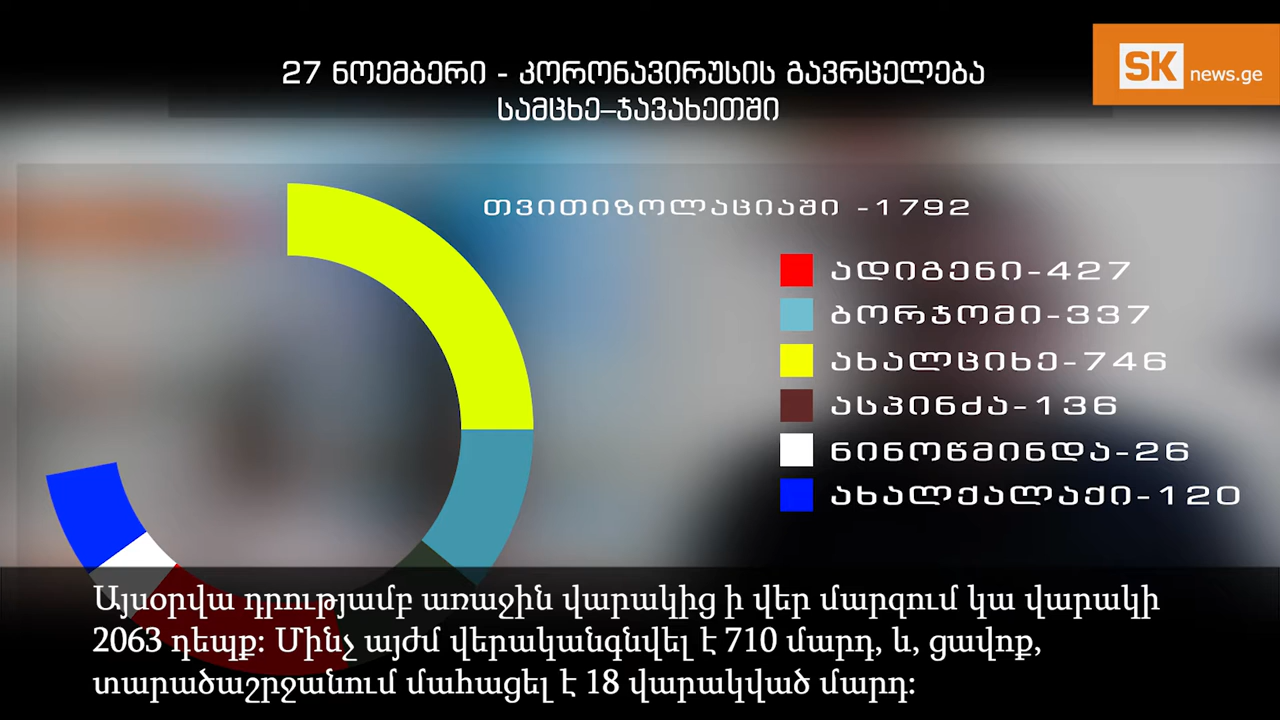 27 ნოემბერი - კორონავირუსის გავრცელება
სამცხე–ჯავახეთში
SK news.ge
თვითიზოლაციაში -1792
ადიგენი-427
ბორჯომი-337
ახალციხე-746
ასპინძა-136
ნინოწმინდა-26
ახალქალაქი-120
Այսօրվա դրությամբ առաջին վարակից ի վեր մարզում կա վարակի
2063 դեպք: Մինչ այժմ վերականգնվել է 710 մարդ, և, ցավոք,
տարածաշրջանում մահացել է 18 վարակված մարդ: